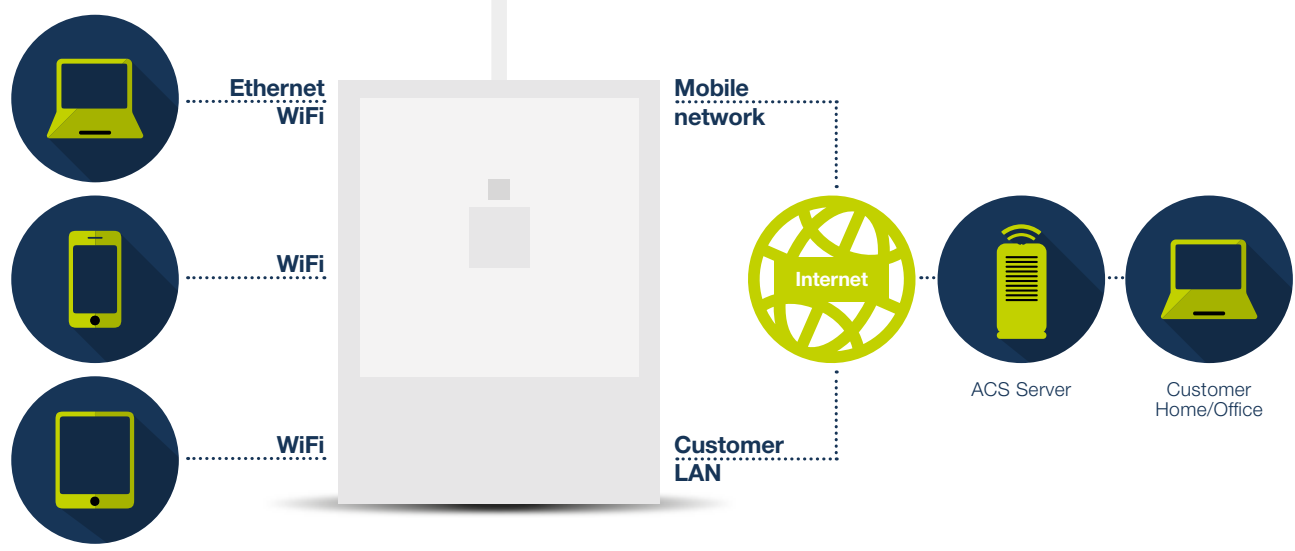 Ethernet
WiFi
WiFi
WiFi
Mobile
network
Customer
LAN
Internet
ACS Server
Customer
Home/Office